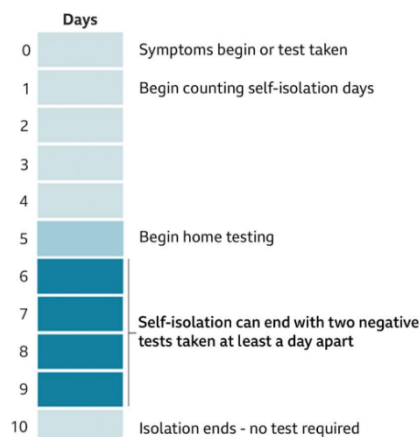 Days
0 Symptoms begin or test taken
1 Begin counting self-isolation days
2
3
4
5 Begin home testing
6
7
Self-isolation can end with two negative
tests taken at least a day apart
8
9
10 Isolation ends - no test required